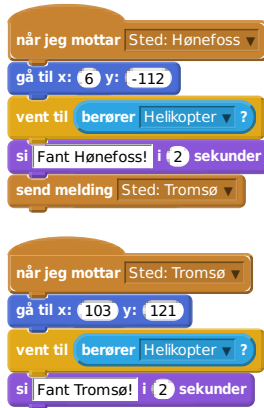 når jeg mottar Sted: Hønefoss
gå til x: 6 y: -112
vent til berører Helikopter ?
si Fant Hønefoss! i 2 sekunder
send melding Sted: Tromsø
når jeg mottar Sted: Tromsø
gå til x: 103 y: 121
vent til berører Helikopter ?
si Fant Tromsø! i 2 sekunder